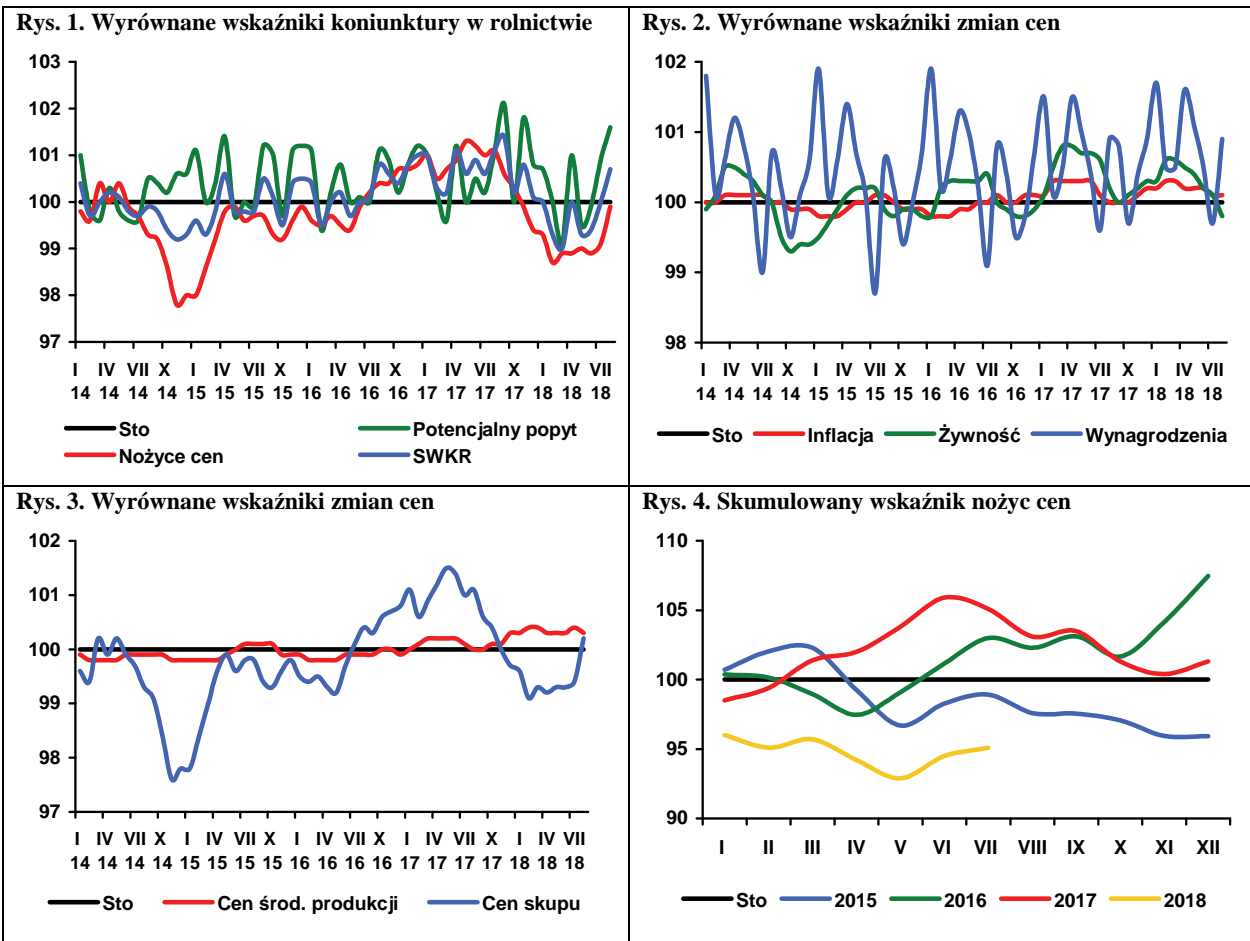 Rys. 1. Wyrównane wskaźniki koniunktury w rolnictwie
103
102
101
100
99
98
97
I IV VII X I IV VII X I IV VII X I IV VII X I IV VII
14 14 14 14 15 15 15 15 16 16 16 16 17 17 17 17 18 18 18
Sto Potencjalny popyt
Nożyce cen SWKR
Rys. 2. Wyrównane wskaźniki zmian cen
102
101
100
99
98
I IV VII X I IV VII X I IV VII X I IV VII X I IV VII
14 14 14 14 15 15 15 15 16 16 16 16 17 17 17 17 18 18 18
Sto Inflacja Żywność Wynagrodzenia
Rys. 3. Wyrównane wskaźniki zmian cen
102
101
100
99
98
97
I IV VII X I IV VII X I IV VII X I IV VII X I IV VII
14 14 14 14 15 15 15 15 16 16 16 16 17 17 17 17 18 18 18
Sto Cen środ. produkcji Cen skupu
Rys. 4. Skumulowany wskaźnik nożyc cen
110
105
100
95
90
I II III IV V VI VII VIII IX X XI XII
Sto 2015 2016 2017 2018